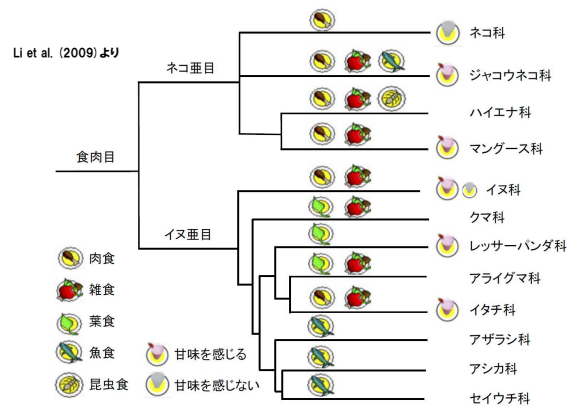 Li et al. (2009)より
ネコ科
ネコ亜目
ジャコウネコ科
ハイエナ科
食肉目
マングース科
イヌ科
クマ科
イヌ亜目
レッサーパンダ科
肉食
アライグマ科
雑食
イタチ科
葉食
アザラシ科
魚食
甘味を感じる
アシカ科
昆虫食
甘味を感じない
セイウチ科